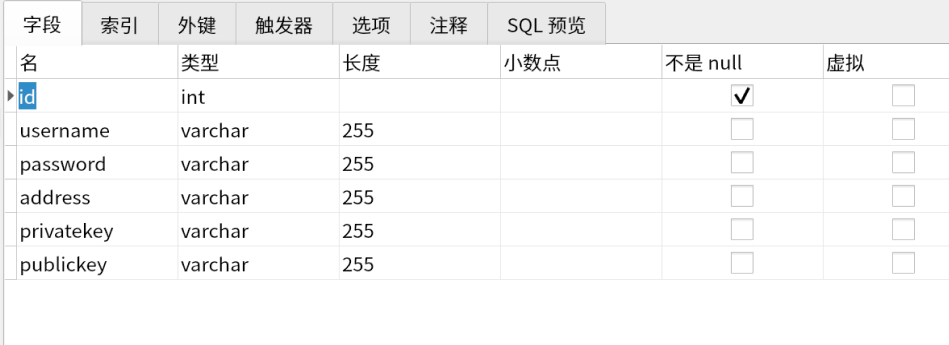 字段 索引 外键 触发器 选项 注释 SQL 预览
名 类型 长度 小数点 不是 null 虚拟
id int
username varchar 255
password varchar 255
address varchar 255
privatekey varchar 255
publickey varchar 255